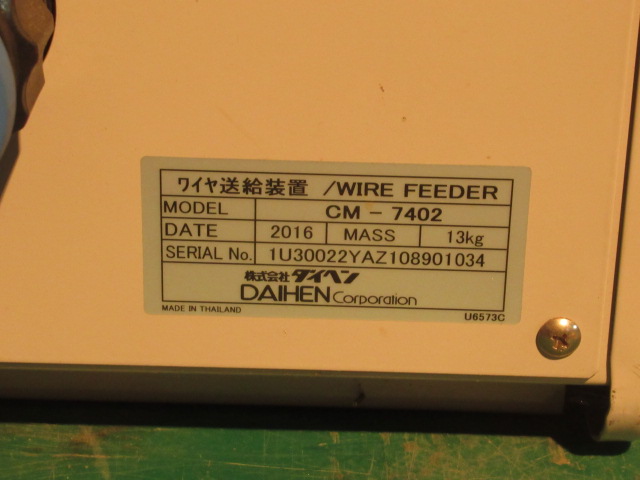 ワイヤ送給装置 /WIRE FEEDER
MODEL CM - 7402
DATE 2016 MASS 13kg
SERIAL No. 1U30022YAZ108901034
株式会社ダイヘン
DAIHEN Corporation
MADE IN THAILAND U6573C